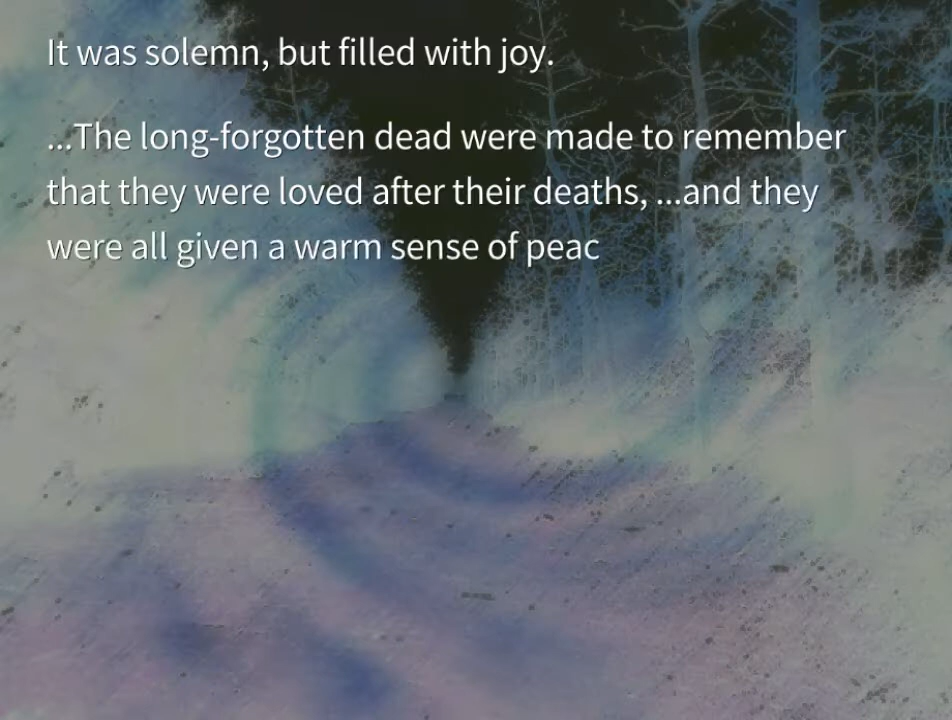 It was solemn, but filled with joy.
...The long-forgotten dead were made to remember
that they were loved after their deaths, ...and they
were all given a warm sense of peac